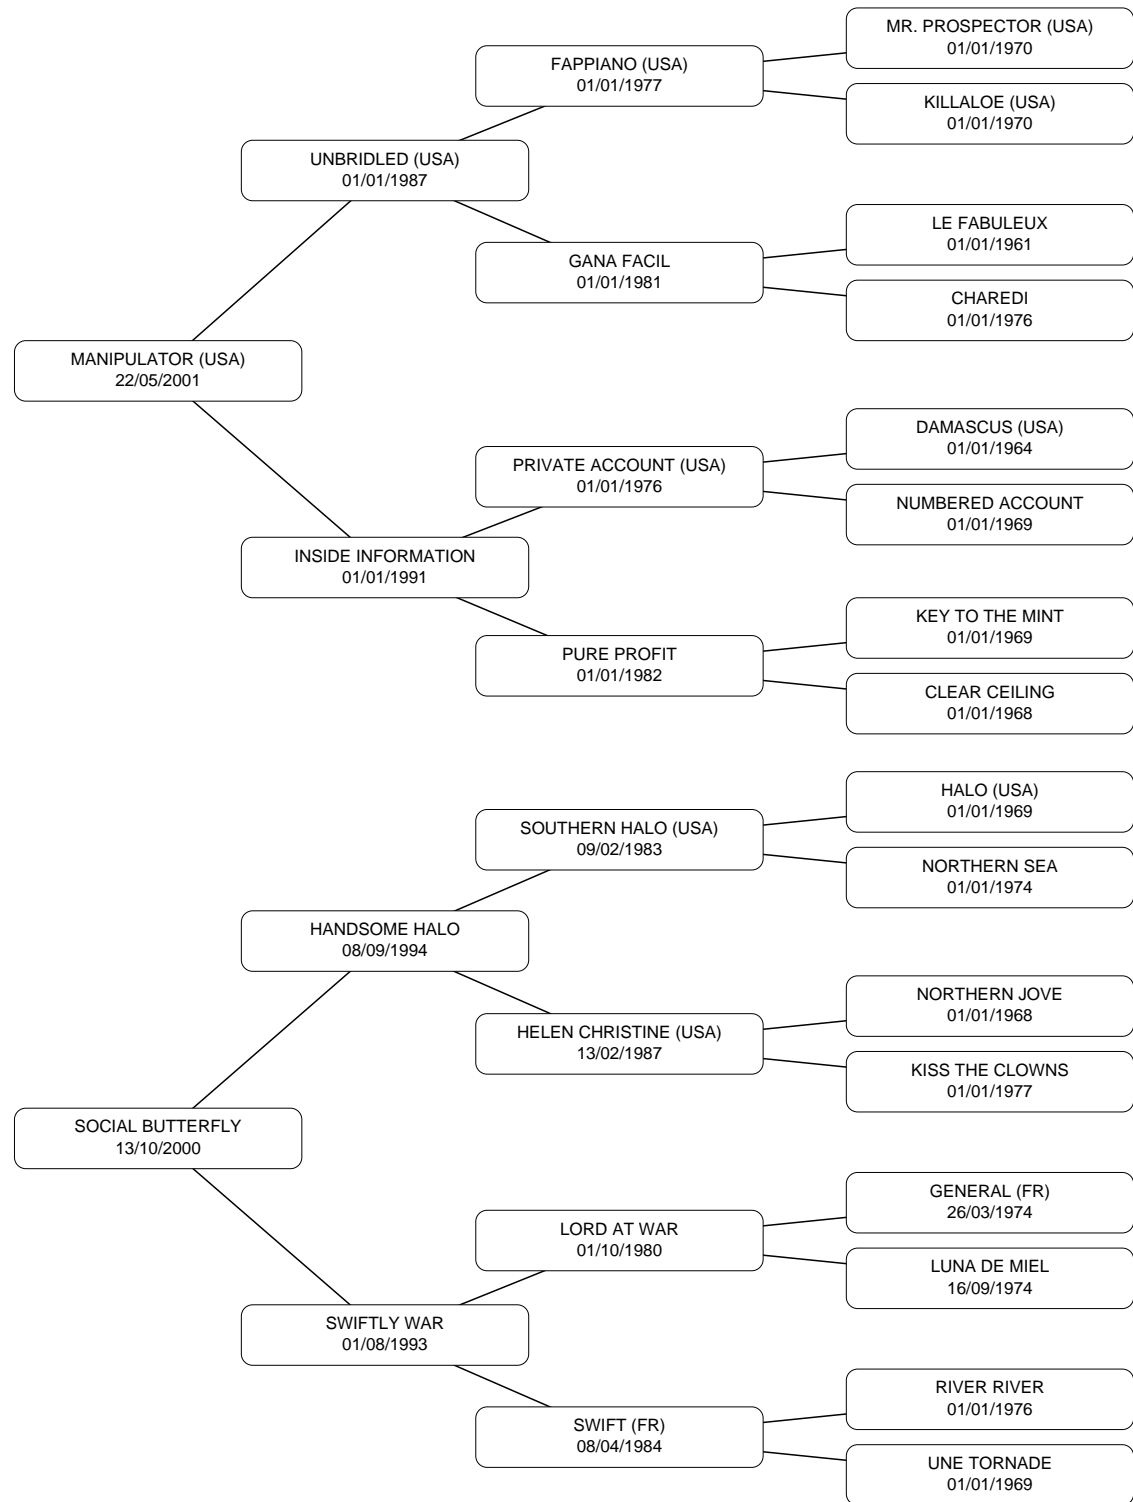 MR. PROSPECTOR (USA)
01/01/1970
FAPPIANO (USA)
01/01/1977
KILLALOE (USA)
01/01/1970
UNBRIDLED (USA)
01/01/1987
LE FABULEUX
01/01/1961
GANA FACIL
01/01/1981
CHAREDI
01/01/1976
MANIPULATOR (USA)
22/05/2001
DAMASCUS (USA)
01/01/1964
PRIVATE ACCOUNT (USA)
01/01/1976
NUMBERED ACCOUNT
01/01/1969
INSIDE INFORMATION
01/01/1991
KEY TO THE MINT
01/01/1969
PURE PROFIT
01/01/1982
CLEAR CEILING
01/01/1968
HALO (USA)
01/01/1969
SOUTHERN HALO (USA)
09/02/1983
NORTHERN SEA
01/01/1974
HANDSOME HALO
08/09/1994
NORTHERN JOVE
01/01/1968
HELEN CHRISTINE (USA)
13/02/1987
KISS THE CLOWNS
01/01/1977
SOCIAL BUTTERFLY
13/10/2000
GENERAL (FR)
26/03/1974
LORD AT WAR
01/10/1980
LUNA DE MIEL
16/09/1974
SWIFTLY WAR
01/08/1993
RIVER RIVER
01/01/1976
SWIFT (FR)
08/04/1984
UNE TORNADE
01/01/1969